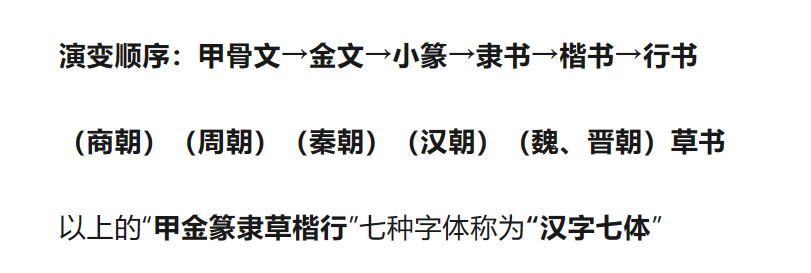 演变顺序：甲骨文→金文→小篆→隶书→楷书→行书
（商朝）（周朝）（秦朝）（汉朝）（魏、晋朝）草书
以上的“甲金篆隶草楷行”七种字体称为“汉字七体”